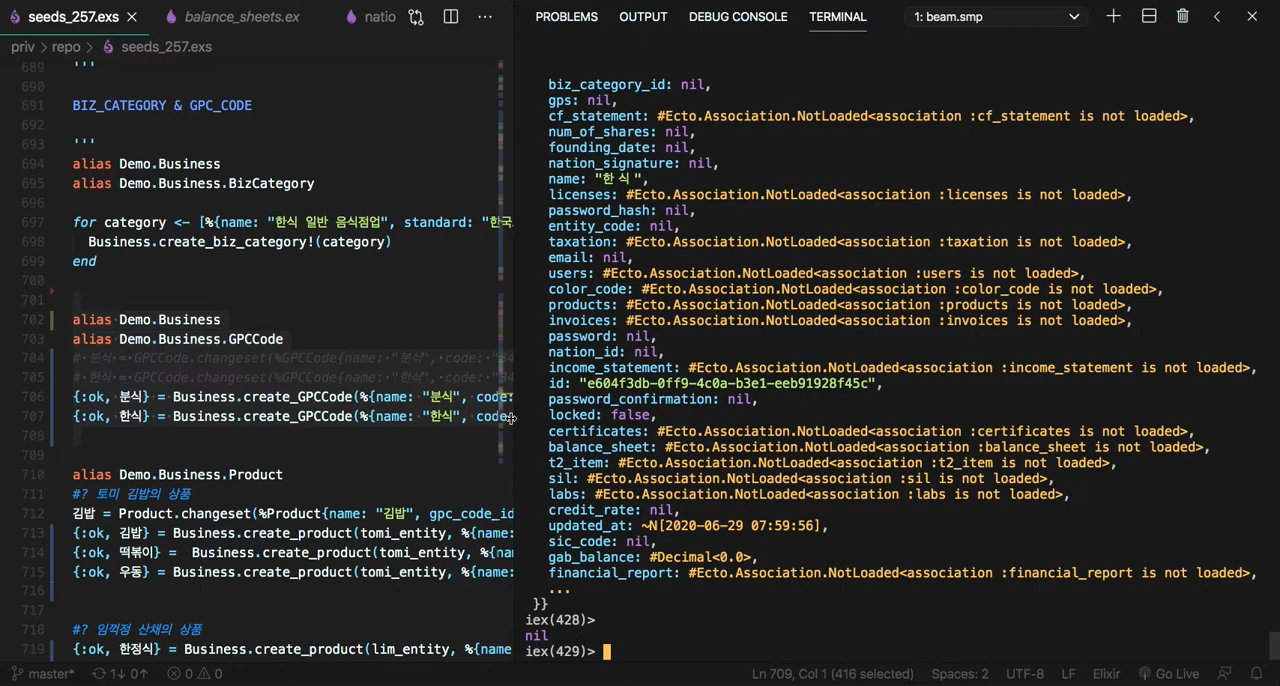 seeds_257.exs
balance_sheets.ex
natio
priv > repo > seeds_257.exs
689 '''
690
691 BIZ_CATEGORY & GPC_CODE
692
693 '''
694 alias Demo.Business
695 alias Demo.Business.BizCategory
696
697 for category <- [%{name: "한식 일반 음식점업", standard: "한국
698 Business.create_biz_category!(category)
699 end
700
701
702 alias Demo.Business
703 alias Demo.Business.GPCCode
704 # 분식 = GPCCode.changeset(%GPCCode{name: "분식", code: "34
705 # 한식 = GPCCode.changeset(%GPCCode{name: "한식", code: "34
706 {:ok, 분식} = Business.create_GPCCode(%{name: "분식", code:
707 {:ok, 한식} = Business.create_GPCCode(%{name: "한식", code:
708
709
710 alias Demo.Business.Product
711 #? 토미 김밥의 상품
712 김밥 = Product.changeset(%Product{name: "김밥", gpc_code_id
713 {:ok, 김밥} = Business.create_product(tomi_entity, %{name:
714 {:ok, 떡볶이} = Business.create_product(tomi_entity, %{na
715 {:ok, 우동} = Business.create_product(tomi_entity, %{name:
716
717
718 #? 임꺽정 산채의 상품
719 {:ok, 한정식} = Business.create_product(lim_entity, %{name
PROBLEMS OUTPUT DEBUG CONSOLE TERMINAL 1: beam.smp
biz_category_id: nil,
gps: nil,
cf_statement: #Ecto.Association.NotLoaded<association :cf_statement is not loaded>,
num_of_shares: nil,
founding_date: nil,
nation_signature: nil,
name: "한 식 ",
licenses: #Ecto.Association.NotLoaded<association :licenses is not loaded>,
password_hash: nil,
entity_code: nil,
taxation: #Ecto.Association.NotLoaded<association :taxation is not loaded>,
email: nil,
users: #Ecto.Association.NotLoaded<association :users is not loaded>,
color_code: #Ecto.Association.NotLoaded<association :color_code is not loaded>,
products: #Ecto.Association.NotLoaded<association :products is not loaded>,
invoices: #Ecto.Association.NotLoaded<association :invoices is not loaded>,
password: nil,
nation_id: nil,
income_statement: #Ecto.Association.NotLoaded<association :income_statement is not loaded>,
id: "e604f3db-0ff9-4c0a-b3e1-eeb91928f45c",
password_confirmation: nil,
locked: false,
certificates: #Ecto.Association.NotLoaded<association :certificates is not loaded>,
balance_sheet: #Ecto.Association.NotLoaded<association :balance_sheet is not loaded>,
t2_item: #Ecto.Association.NotLoaded<association :t2_item is not loaded>,
sil: #Ecto.Association.NotLoaded<association :sil is not loaded>,
labs: #Ecto.Association.NotLoaded<association :labs is not loaded>,
credit_rate: nil,
updated_at: ~N[2020-06-29 07:59:56],
sic_code: nil,
gab_balance: #Decimal<0.0>,
financial_report: #Ecto.Association.NotLoaded<association :financial_report is not loaded>,
...
}}
iex(428)>
nil
iex(429)>
master* 1↓ 0↑ 0 0 Ln 709, Col 1 (416 selected) Spaces: 2 UTF-8 LF Elixir Go Live